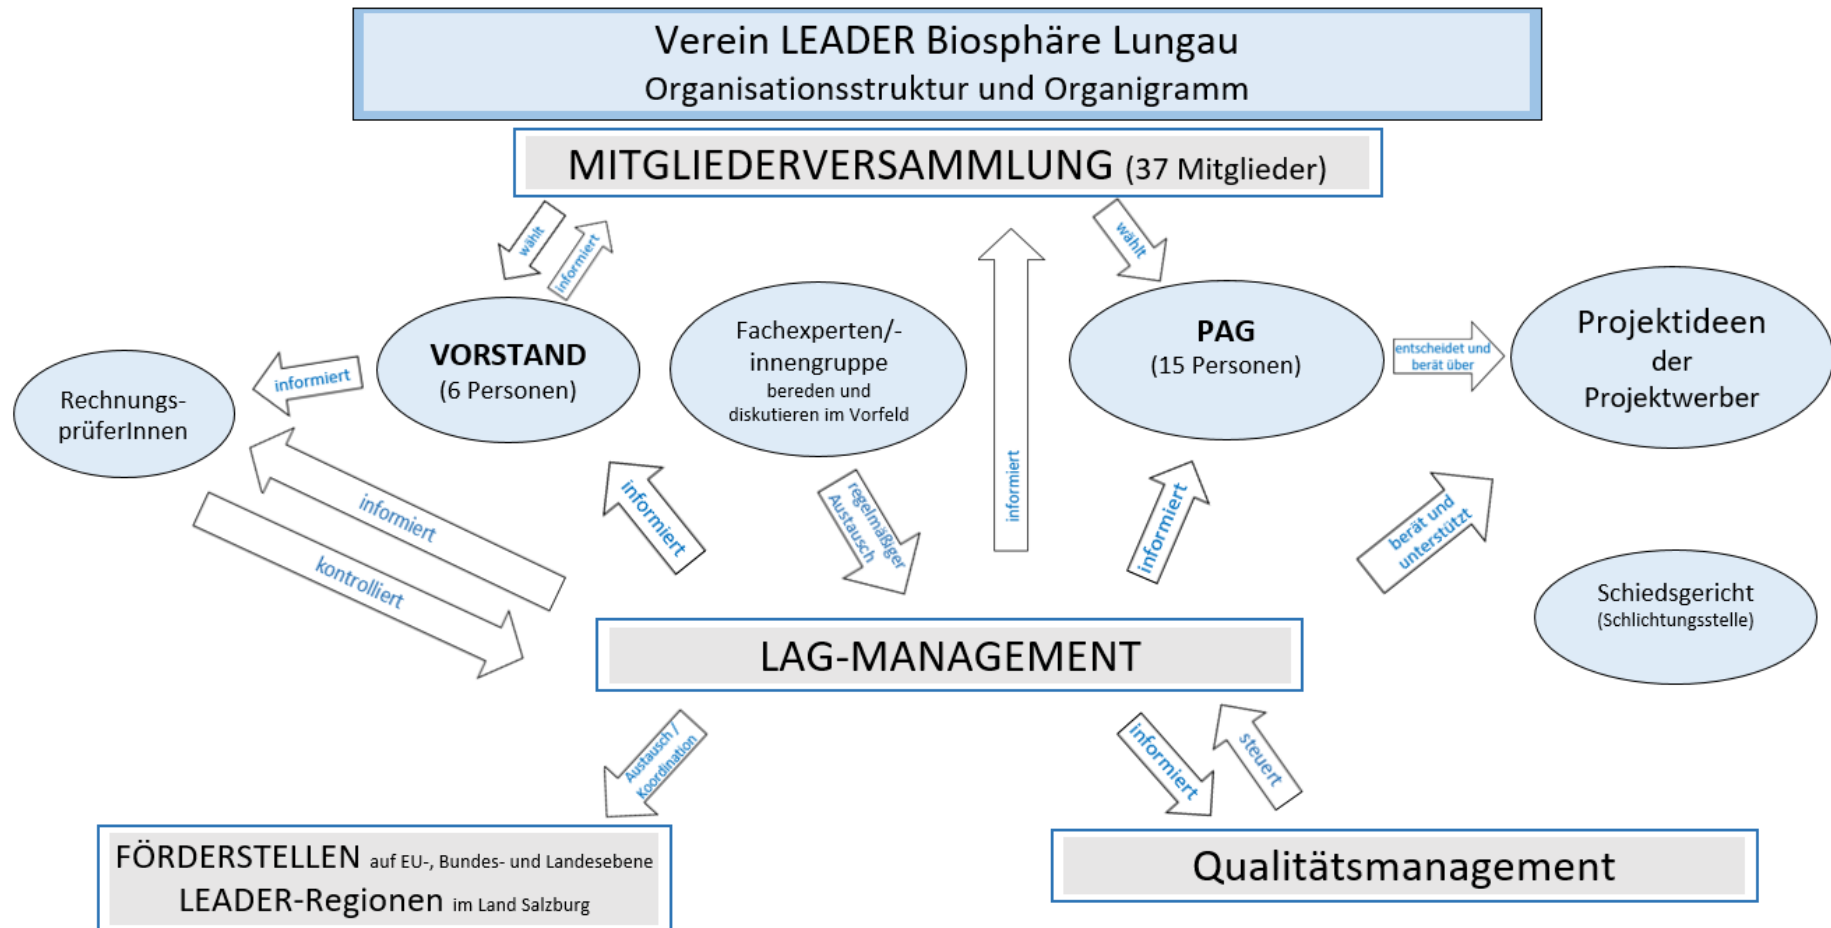 Verein LEADER Biosphäre Lungau
Organisationsstruktur und Organigramm
MITGLIEDERVERSAMMLUNG (37 Mitglieder)
wählt
informiert
wählt
VORSTAND
(6 Personen)
Fachexperten/-
innengruppe
bereden und
diskutieren im Vorfeld
PAG
(15 Personen)
entscheidet und
berät über
Projektideen
der
Projektwerber
informiert
Rechnungs-
prüferInnen
informiert
kontrolliert
informiert
regelmäßiger
Austausch
informiert
informiert
berät und
unterstützt
Schiedsgericht
(Schlichtungsstelle)
LAG-MANAGEMENT
Austausch /
Koordination
informiert
steuert
FÖRDERSTELLEN auf EU-, Bundes- und Landesebene
LEADER-Regionen im Land Salzburg
Qualitätsmanagement